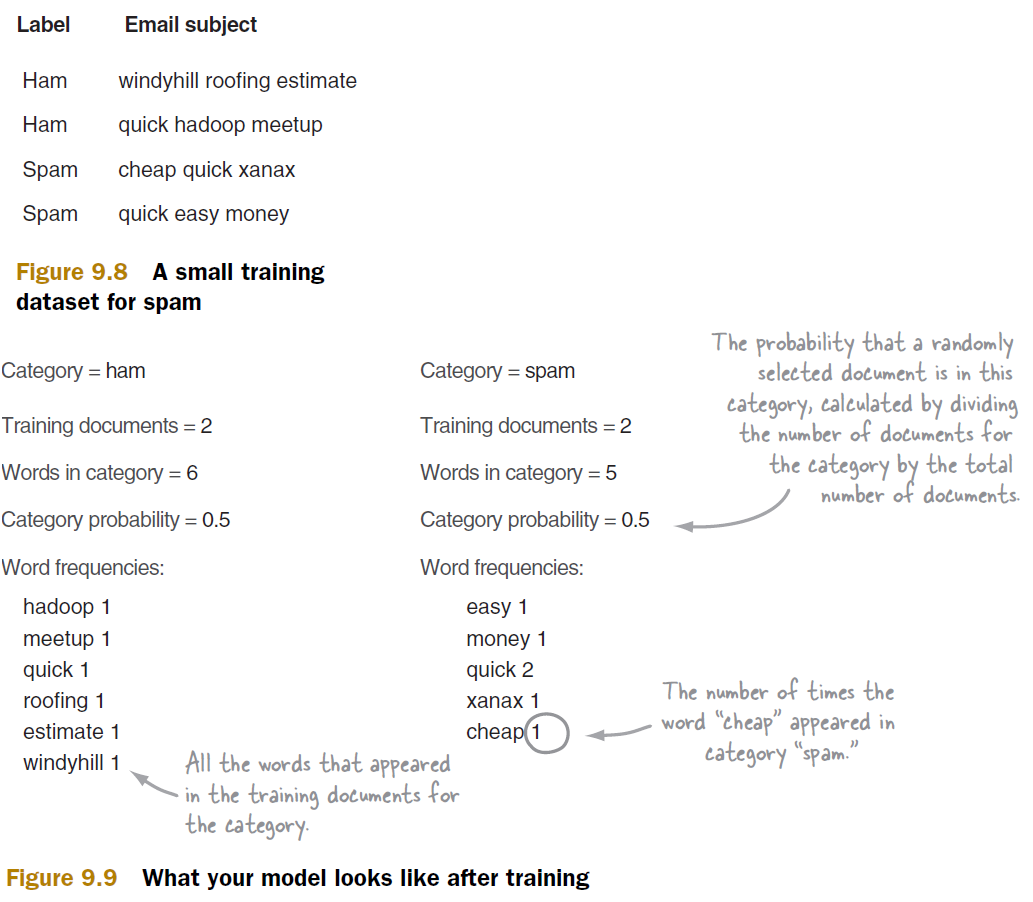 Label Email subject
Ham windyhill roofing estimate
Ham quick hadoop meetup
Spam cheap quick xanax
Spam quick easy money
Figure 9.8 A small training
dataset for spam
Category = ham
Training documents = 2
Words in category = 6
Category probability = 0.5
Word frequencies:
hadoop 1
meetup 1
quick 1
roofing 1
estimate 1
windyhill 1
All the words that appeared
in the training documents for
the category.
Category = spam
Training documents = 2
Words in category = 5
Category probability = 0.5
Word frequencies:
easy 1
money 1
quick 2
xanax 1
cheap 1
The probability that a randomly
selected document is in this
category, calculated by dividing
the number of documents for
the category by the total
number of documents.
The number of times the
word “cheap” appeared in
category “spam.”
Figure 9.9 What your model looks like after training